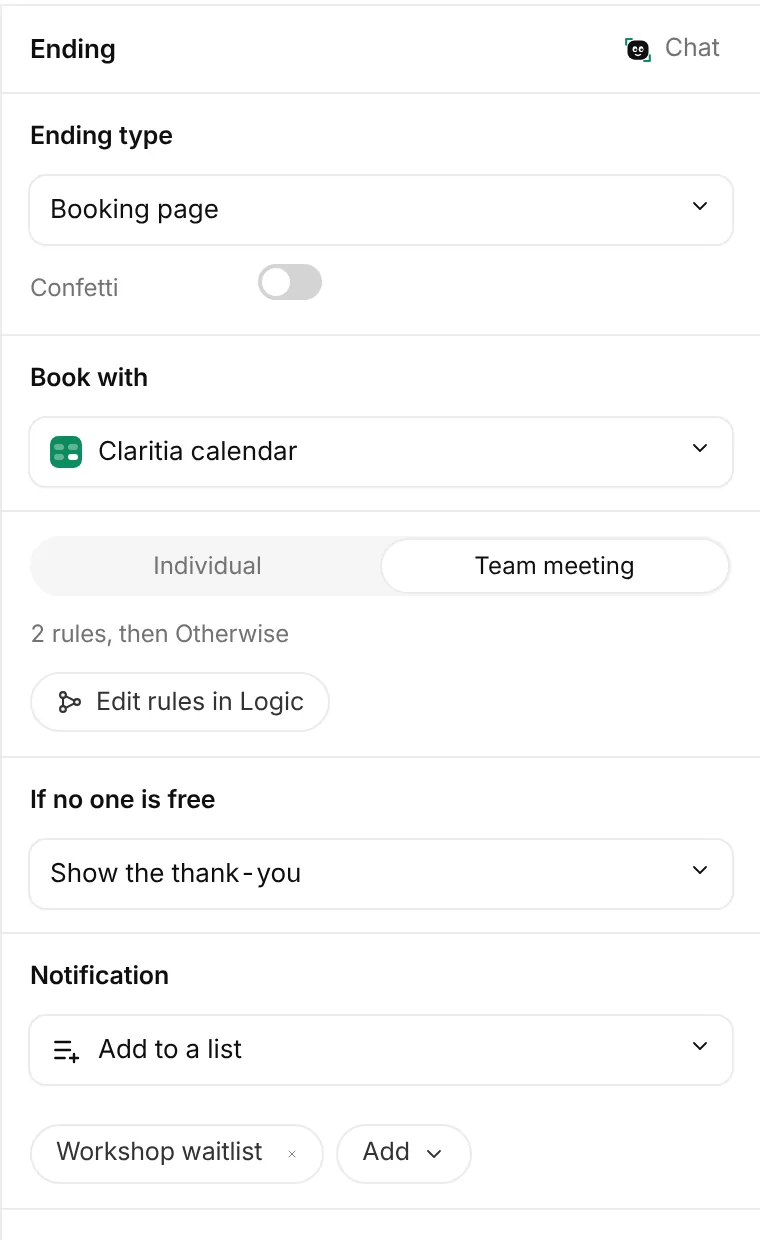 Ending
Chat
Ending type
Booking page
Confetti
Book with
Claritia calendar
Individual
Team meeting
2 rules, then Otherwise
Edit rules in Logic
If no one is free
Show the thank-you
Notification
Add to a list
Workshop waitlist ×
Add